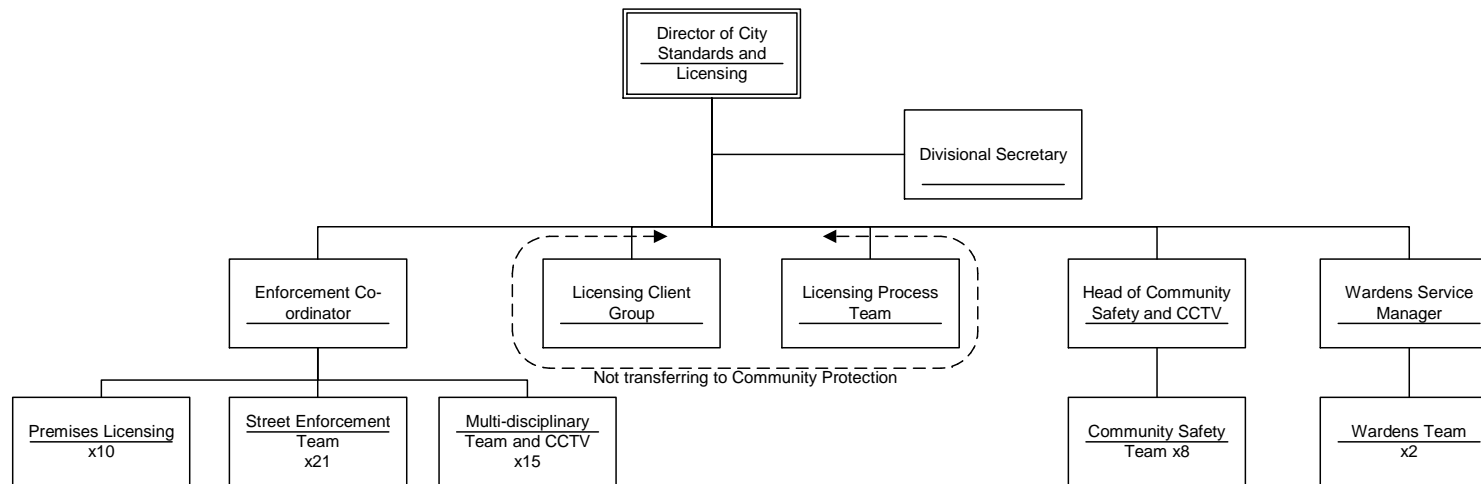 Director of City
Standards and
Licensing
Divisional Secretary
Enforcement Co-
ordinator
Licensing Client
Group
Licensing Process
Team
Head of Community
Safety and CCTV
Wardens Service
Manager
Not transferring to Community Protection
Premises Licensing
x10
Street Enforcement
Team
x21
Multi-disciplinary
Team and CCTV
x15
Community Safety
Team x8
Wardens Team
x2